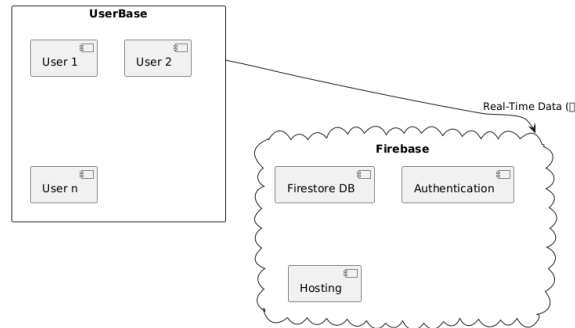 UserBase
User 1
User 2
User n
Real-Time Data (
Firebase
Firestore DB
Authentication
Hosting